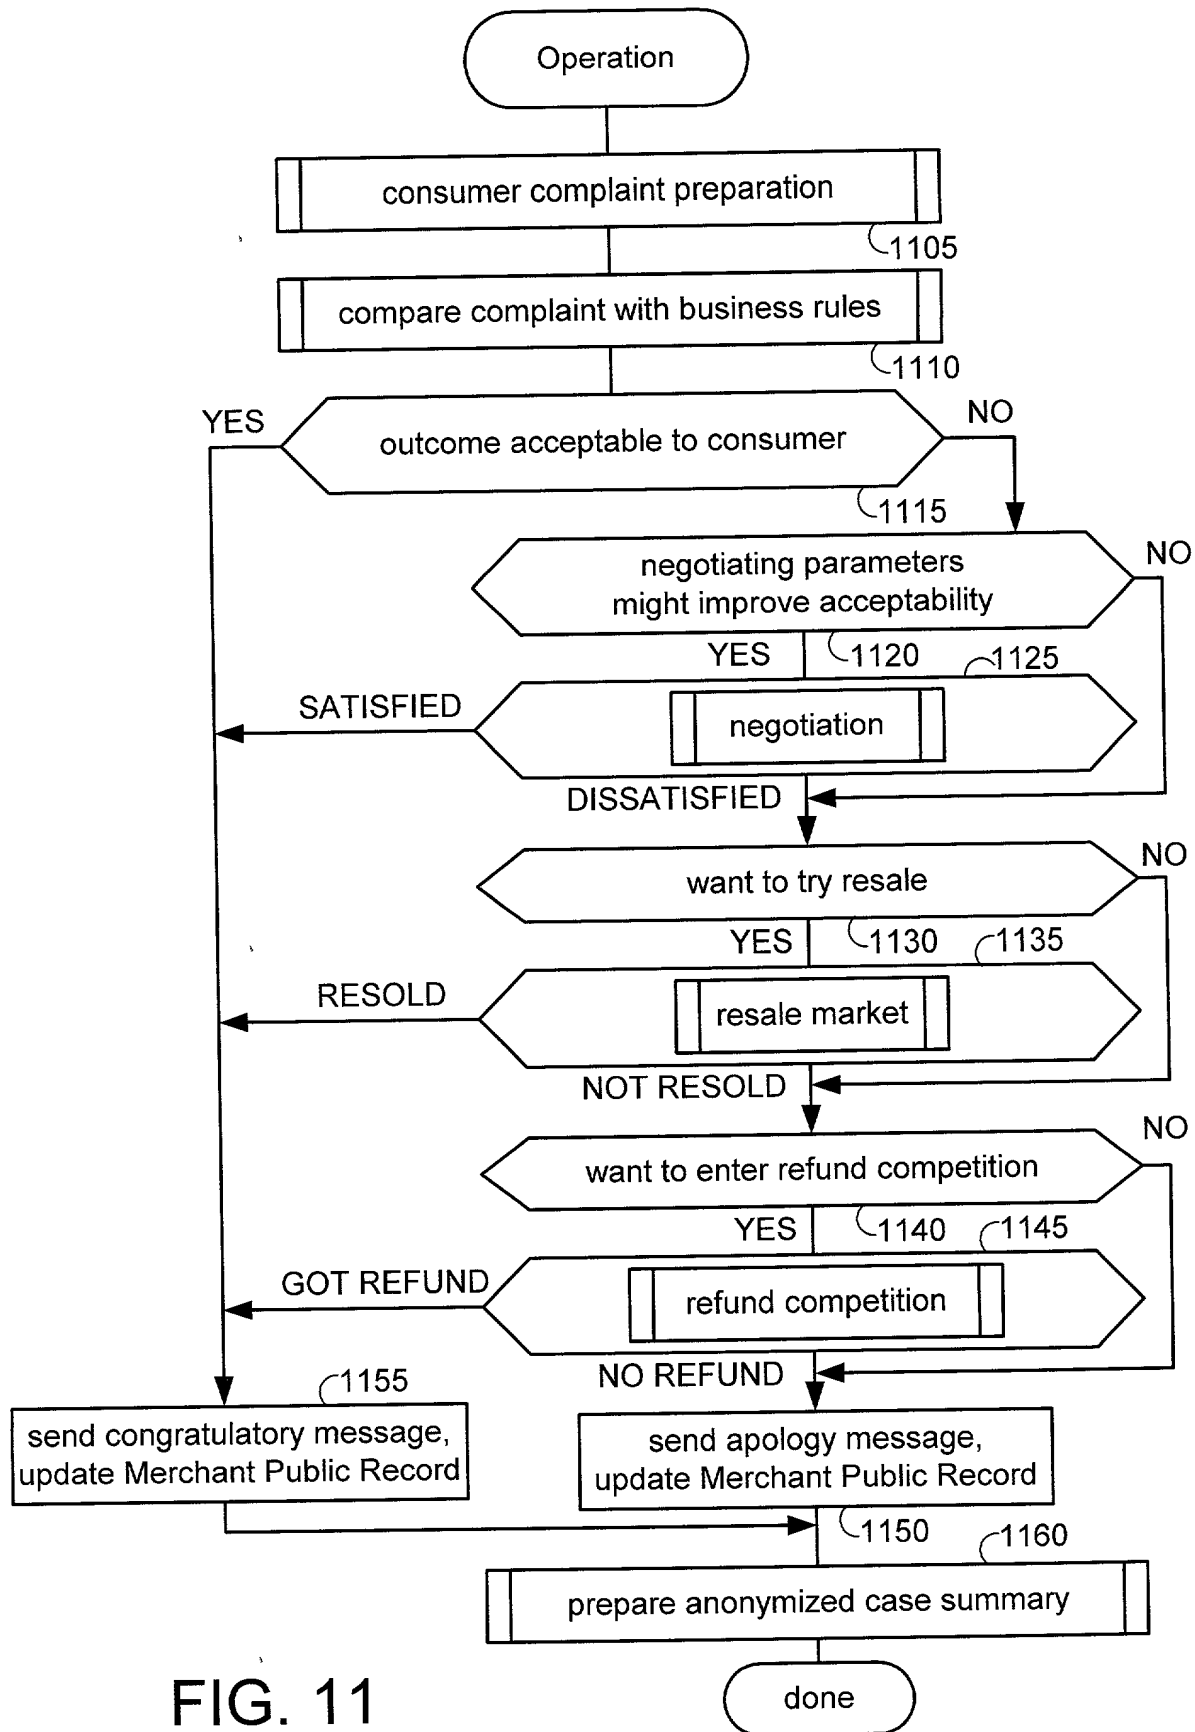 Operation
consumer complaint preparation
1105
compare complaint with business rules
1110
YES
NO
outcome acceptable to consumer
1115
negotiating parameters
might improve acceptability
NO
YES
1120
1125
SATISFIED
negotiation
DISSATISFIED
want to try resale
NO
YES
1130
1135
RESOLD
resale market
NOT RESOLD
want to enter refund competition
NO
YES
1140
1145
GOT REFUND
refund competition
NO REFUND
1155
send congratulatory message,
update Merchant Public Record
send apology message,
update Merchant Public Record
1150
1160
prepare anonymized case summary
done
FIG. 11